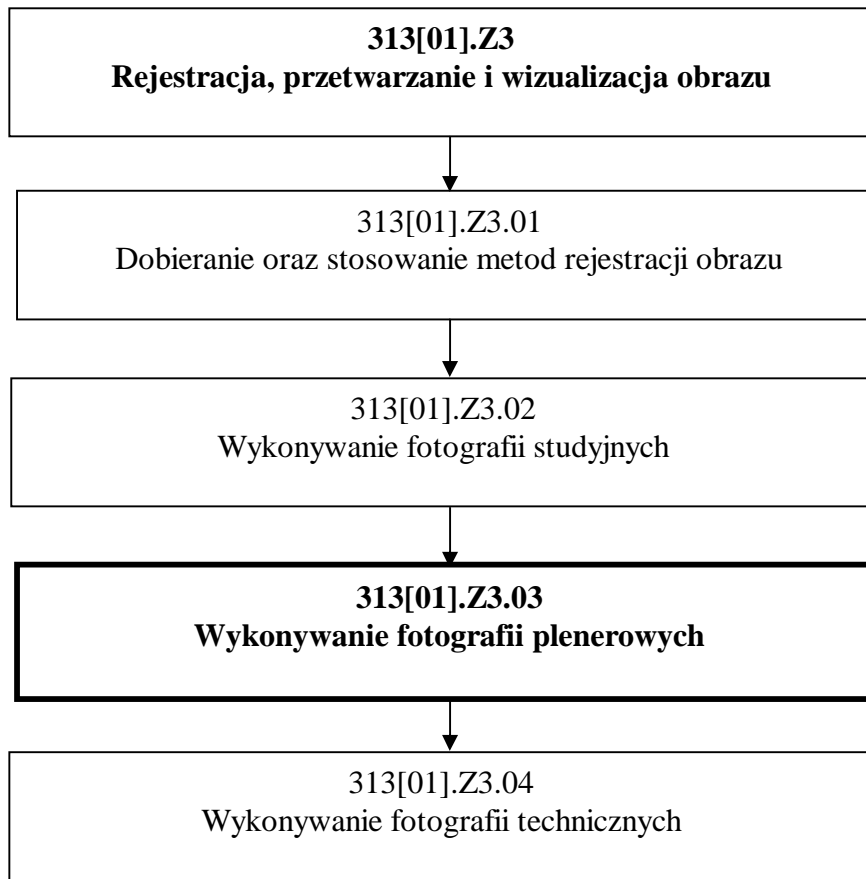 313[01].Z3
Rejestracja, przetwarzanie i wizualizacja obrazu
313[01].Z3.01
Dobieranie oraz stosowanie metod rejestracji obrazu
313[01].Z3.02
Wykonywanie fotografii studyjnych
313[01].Z3.03
Wykonywanie fotografii plenerowych
313[01].Z3.04
Wykonywanie fotografii technicznych